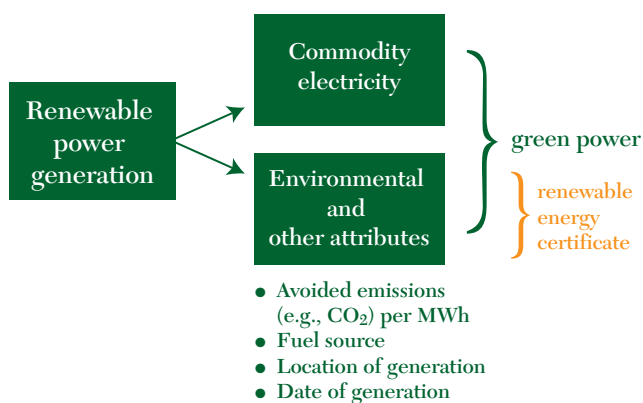 Commodity
electricity
Renewable
power
generation
green power
Environmental
and
other attributes
renewable
energy
certificate
• Avoided emissions
(e.g., CO₂) per MWh
• Fuel source
• Location of generation
• Date of generation